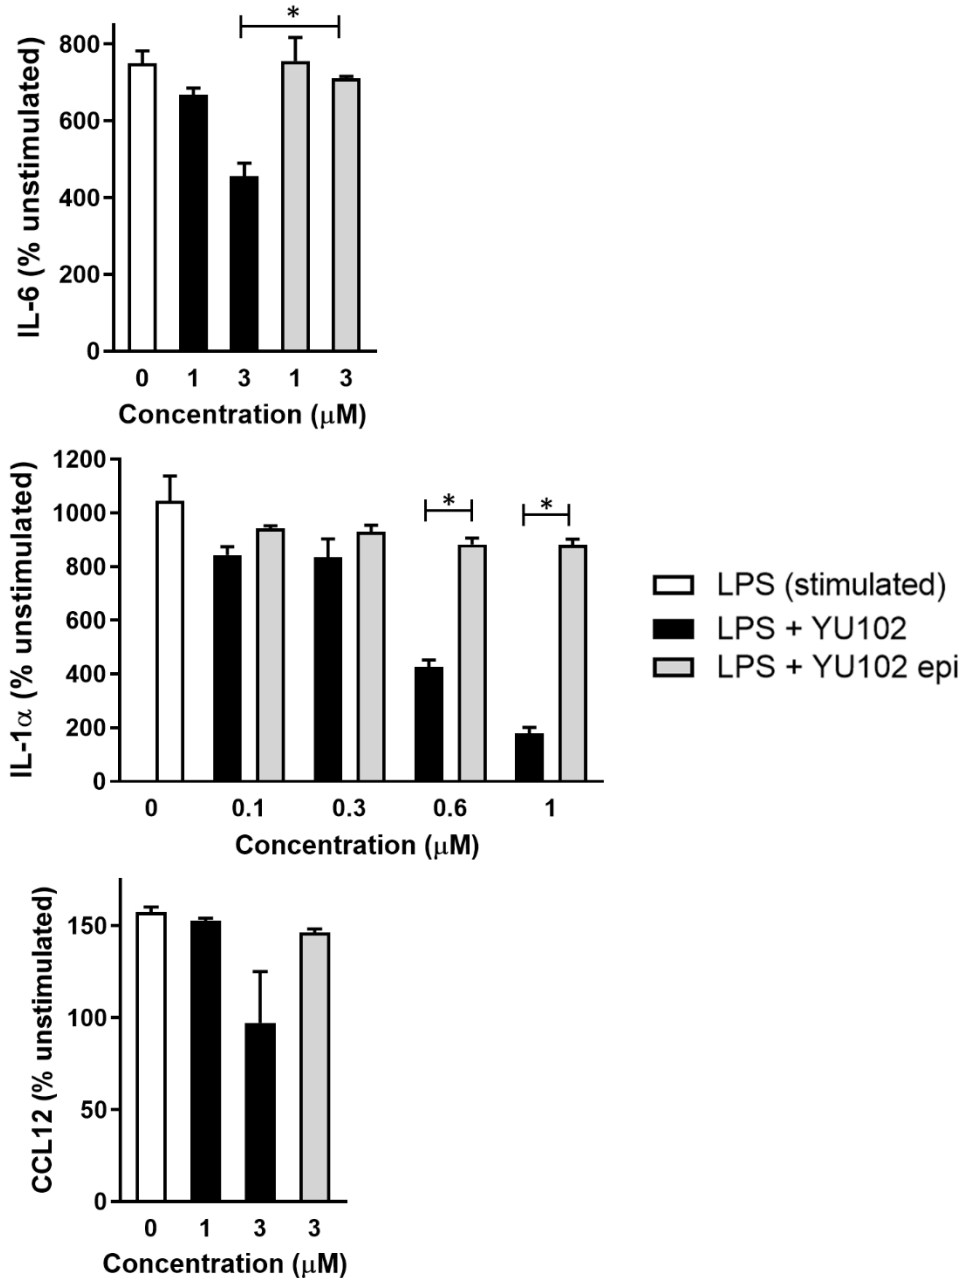 *
IL-6 (% unstimulated)
800
600
400
200
0
0 1 3 1 3
Concentration (μM)
IL-1α (% unstimulated)
1200
1000
800
600
400
200
0
* *
0 0.1 0.3 0.6 1
Concentration (μM)
LPS (stimulated)
LPS + YU102
LPS + YU102 epi
CCL12 (% unstimulated)
150
100
50
0
0 1 3 3
Concentration (μM)